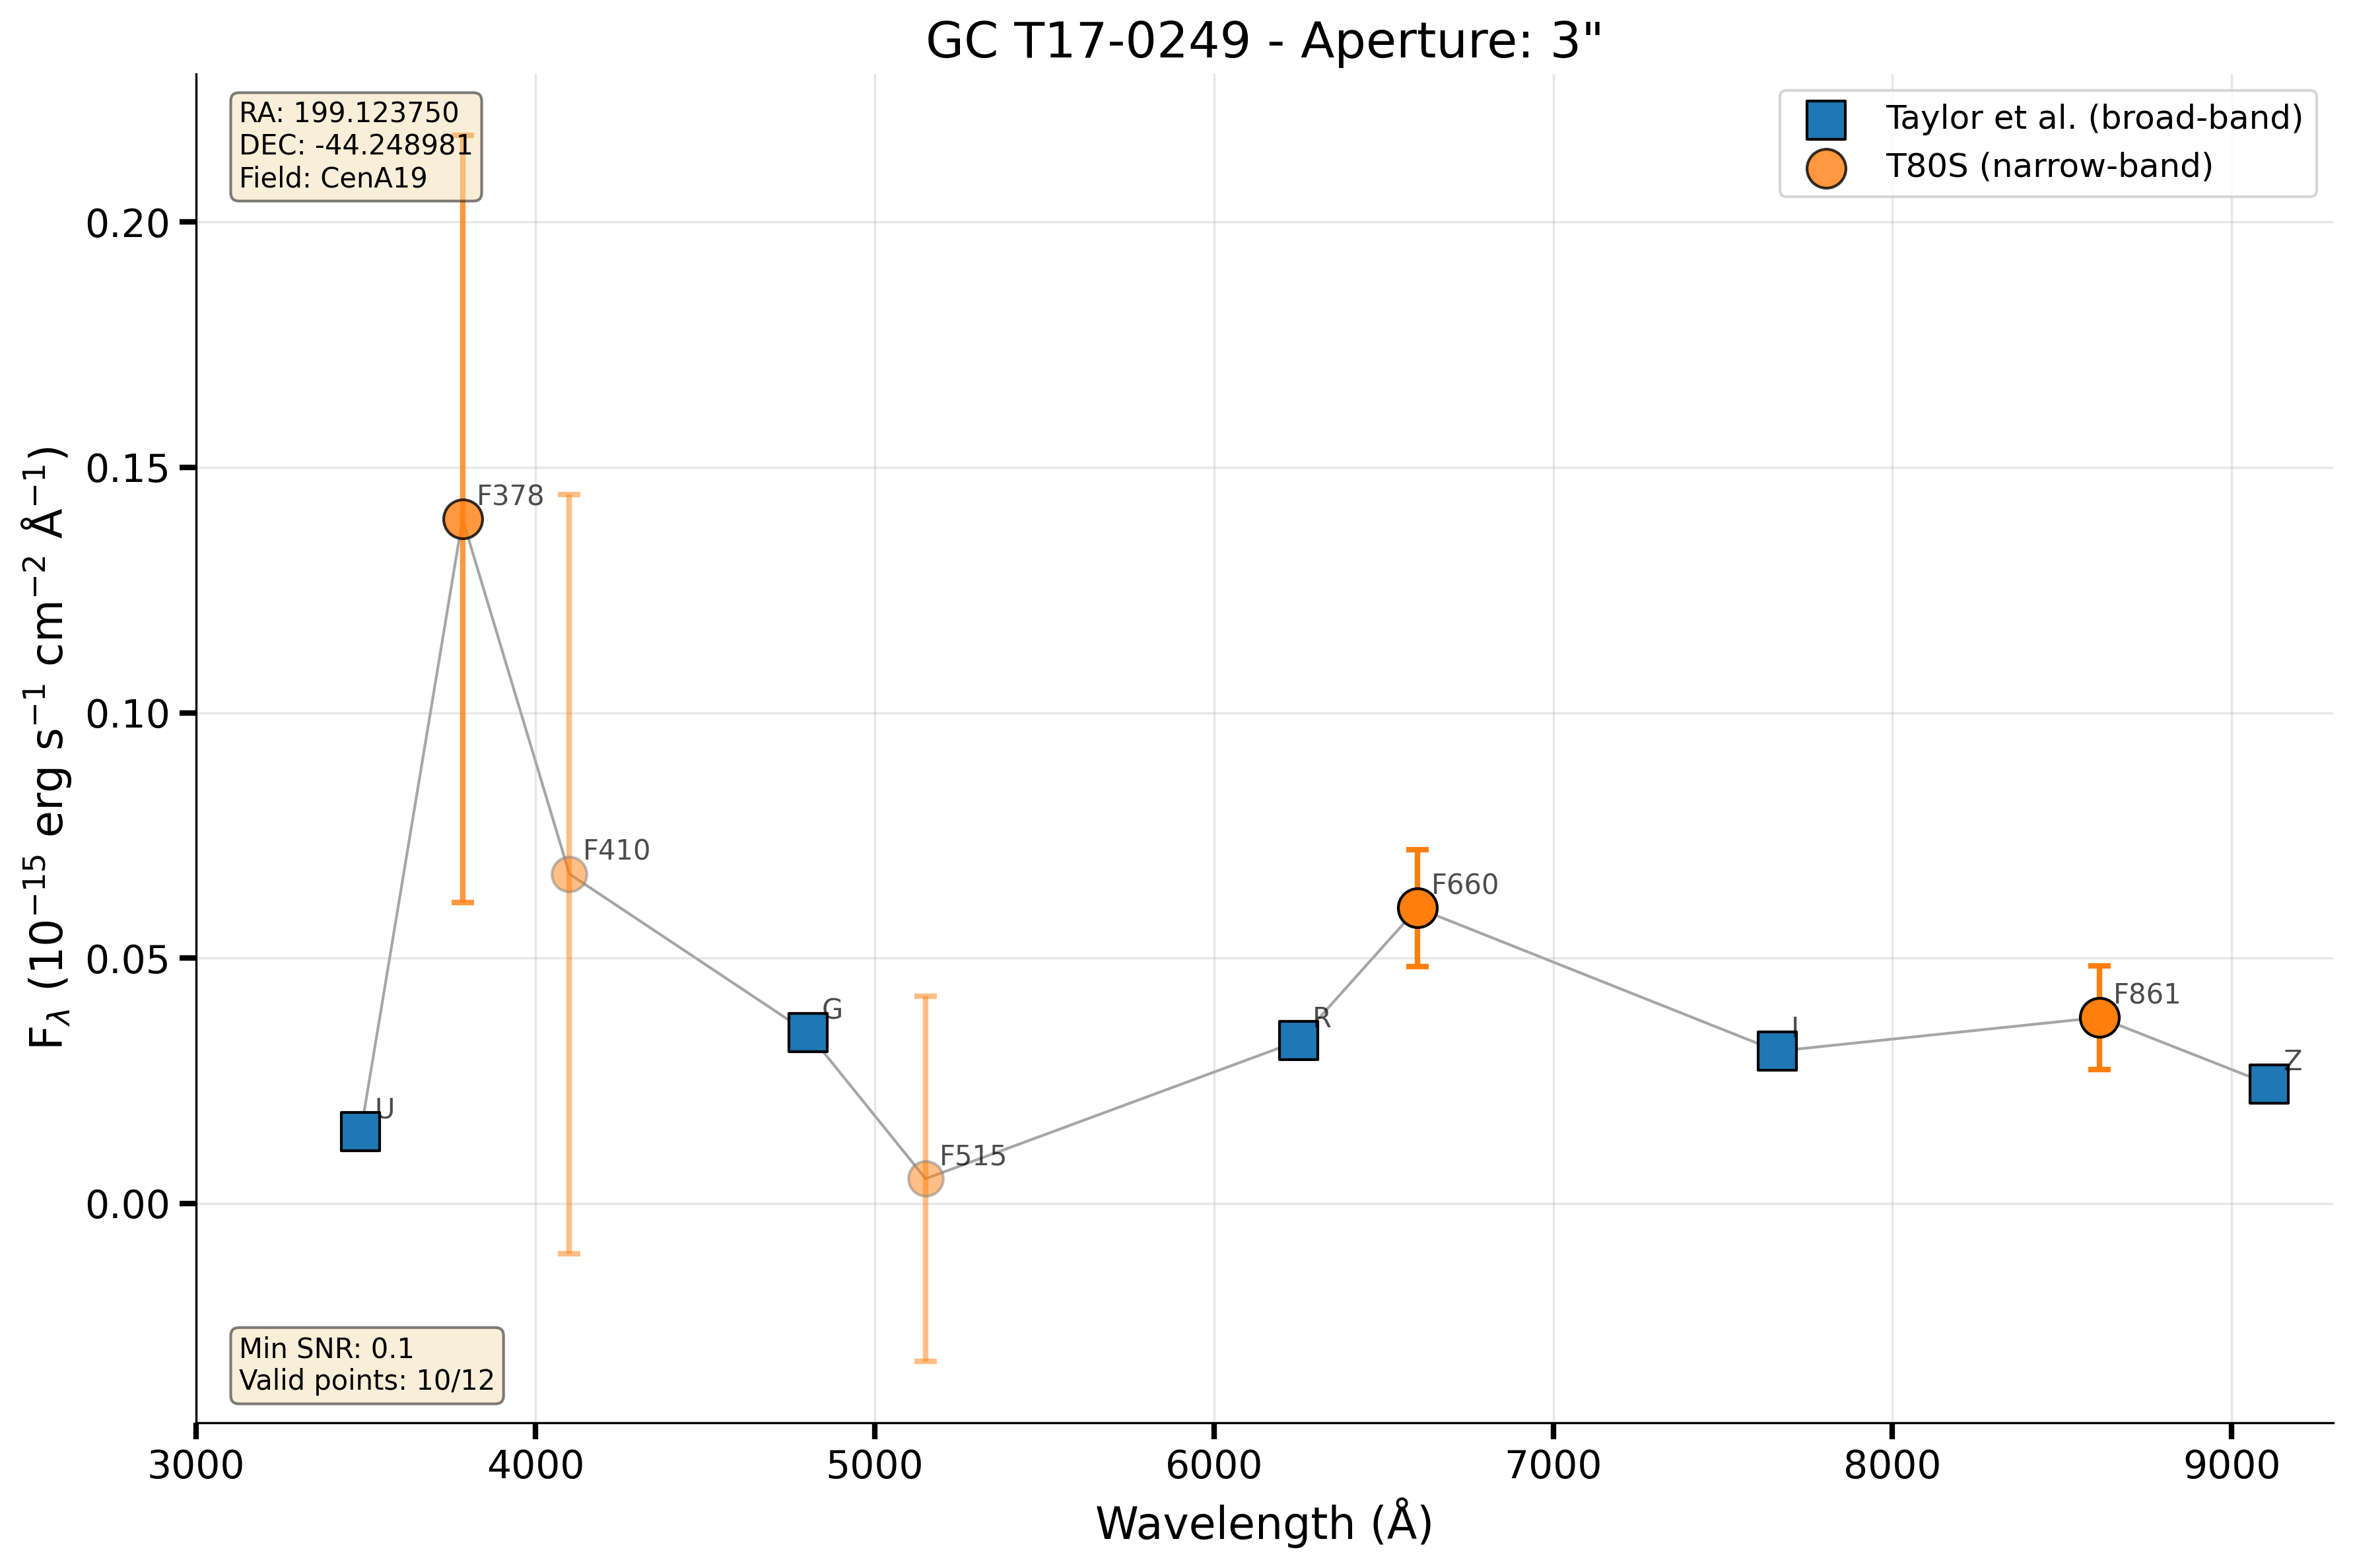 GC T17-0249 - Aperture: 3"
RA: 199.123750
DEC: -44.248981
Field: CenA19
Taylor et al. (broad-band)
T80S (narrow-band)
F_λ (10⁻¹⁵ erg s⁻¹ cm⁻² Å⁻¹)
0.20
0.15
0.10
0.05
0.00
U
F378
F410
G
F515
R
F660
I
F861
Z
Min SNR: 0.1
Valid points: 10/12
3000 4000 5000 6000 7000 8000 9000
Wavelength (Å)